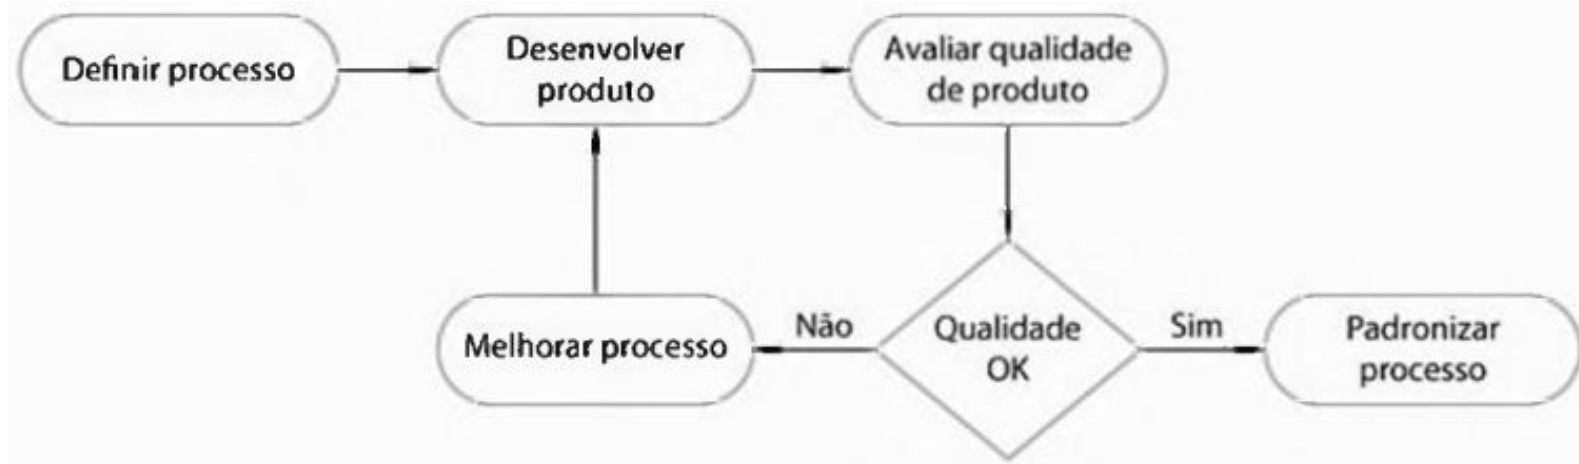 Definir processo
Desenvolver
produto
Avaliar qualidade
de produto
Melhorar processo
Não
Qualidade
OK
Sim
Padronizar
processo